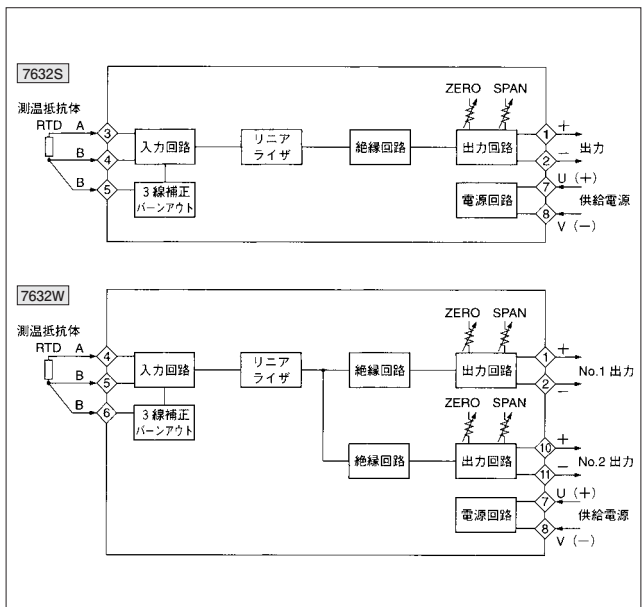 7632S
ZERO SPAN
測温抵抗体
RTD A
3
入力回路
リニア
ライザ
絶縁回路
出力回路
1 +
出力
2 −
B 4
B 5
3線補正
バーンアウト
電源回路
7 U (+)
供給電源
8
V (−)
7632W
ZERO SPAN
測温抵抗体
RTD A
4
入力回路
リニア
ライザ
絶縁回路
出力回路
1 +
No.1 出力
2 −
B 5
B 6
3線補正
バーンアウト
ZERO SPAN
絶縁回路
出力回路
10 +
No.2 出力
11 −
電源回路
7 U (+)
供給電源
8
V (−)